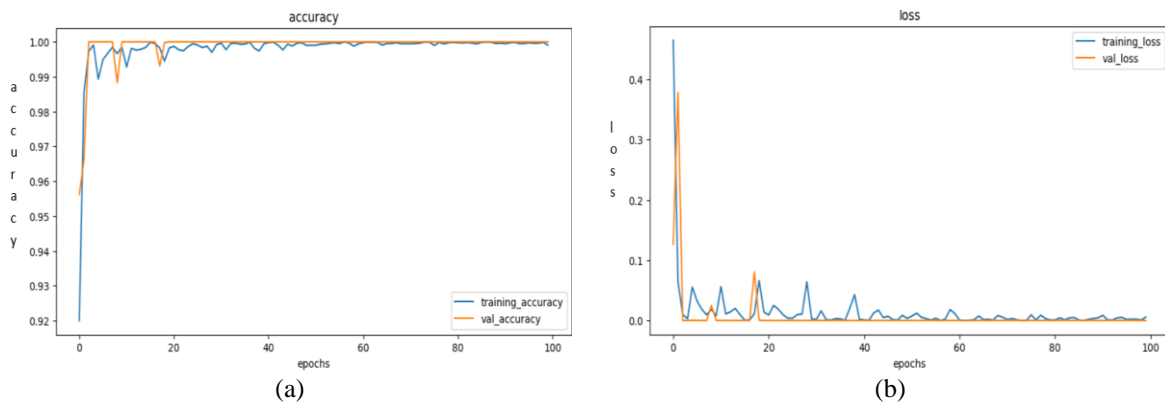 accuracy
1.00
0.99
0.98
0.97
0.96
0.95
0.94
0.93
0.92
accuracy
training_accuracy
val_accuracy
0 20 40 60 80 100
epochs
(a)
loss
0.4
0.3
0.2
0.1
0.0
loss
training_loss
val_loss
0 20 40 60 80 100
epochs
(b)